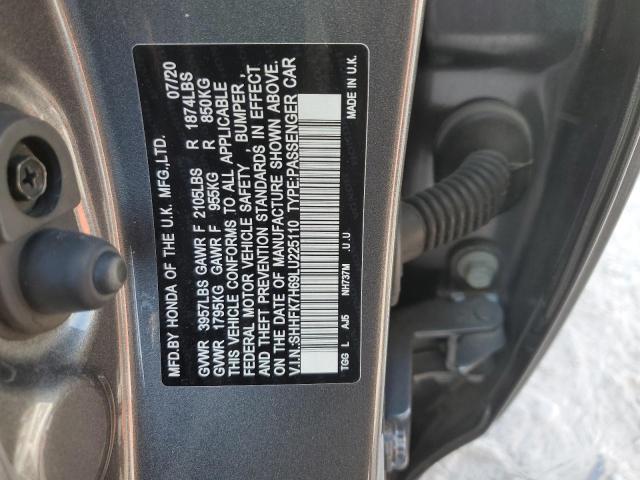 MFD.BY HONDA OF THE U.K. MFG.,LTD. 07/20
GVWR 3957LBS GAWR F 2105LBS R 1874LBS
GVWR 1795KG GAWR F 955KG R 850KG
THIS VEHICLE CONFORMS TO ALL APPLICABLE
FEDERAL MOTOR VEHICLE SAFETY , BUMPER ,
AND THEFT PREVENTION STANDARDS IN EFFECT
ON THE DATE OF MANUFACTURE SHOWN ABOVE.
V.I.N.:SHHFK7H69LU225110 TYPE:PASSENGER CAR
TGG L AJ5 NH737M .U.U MADE IN U.K.